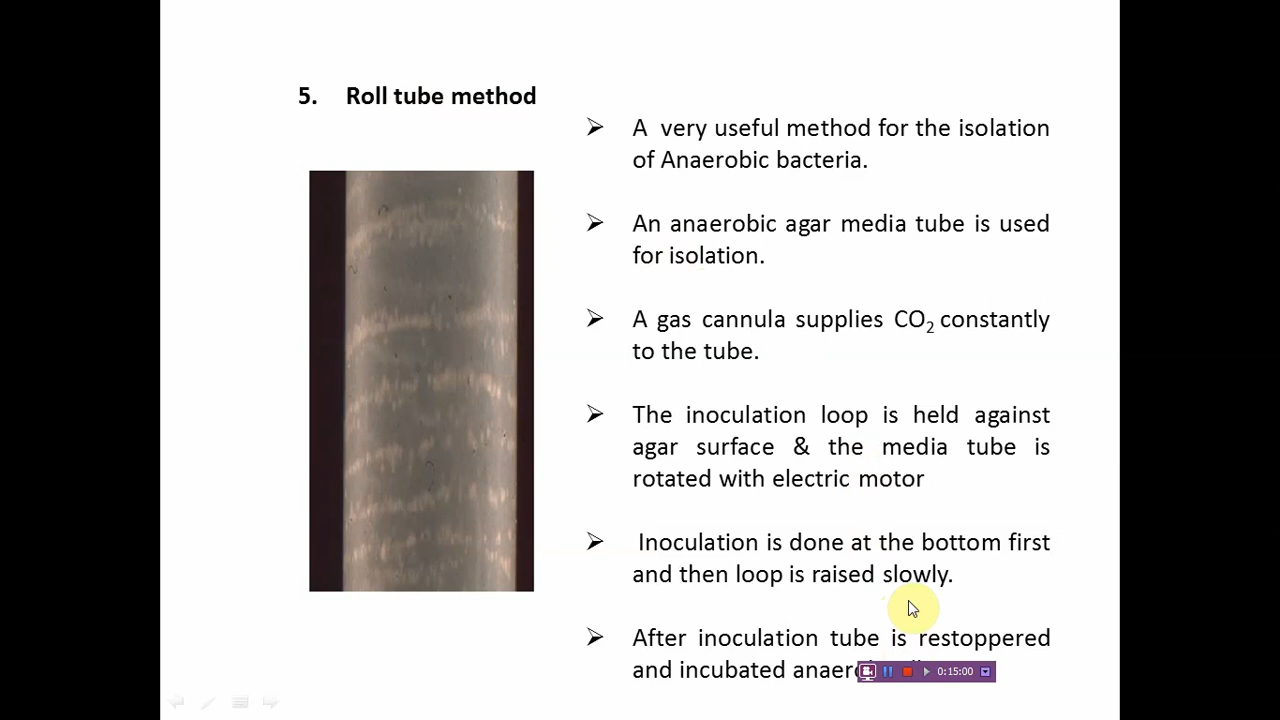 5. Roll tube method
➢ A very useful method for the isolation
of Anaerobic bacteria.
➢ An anaerobic agar media tube is used
for isolation.
➢ A gas cannula supplies CO₂ constantly
to the tube.
➢ The inoculation loop is held against
agar surface & the media tube is
rotated with electric motor
➢ Inoculation is done at the bottom first
and then loop is raised slowly.
➢ After inoculation tube is restoppered
and incubated
0:15:00